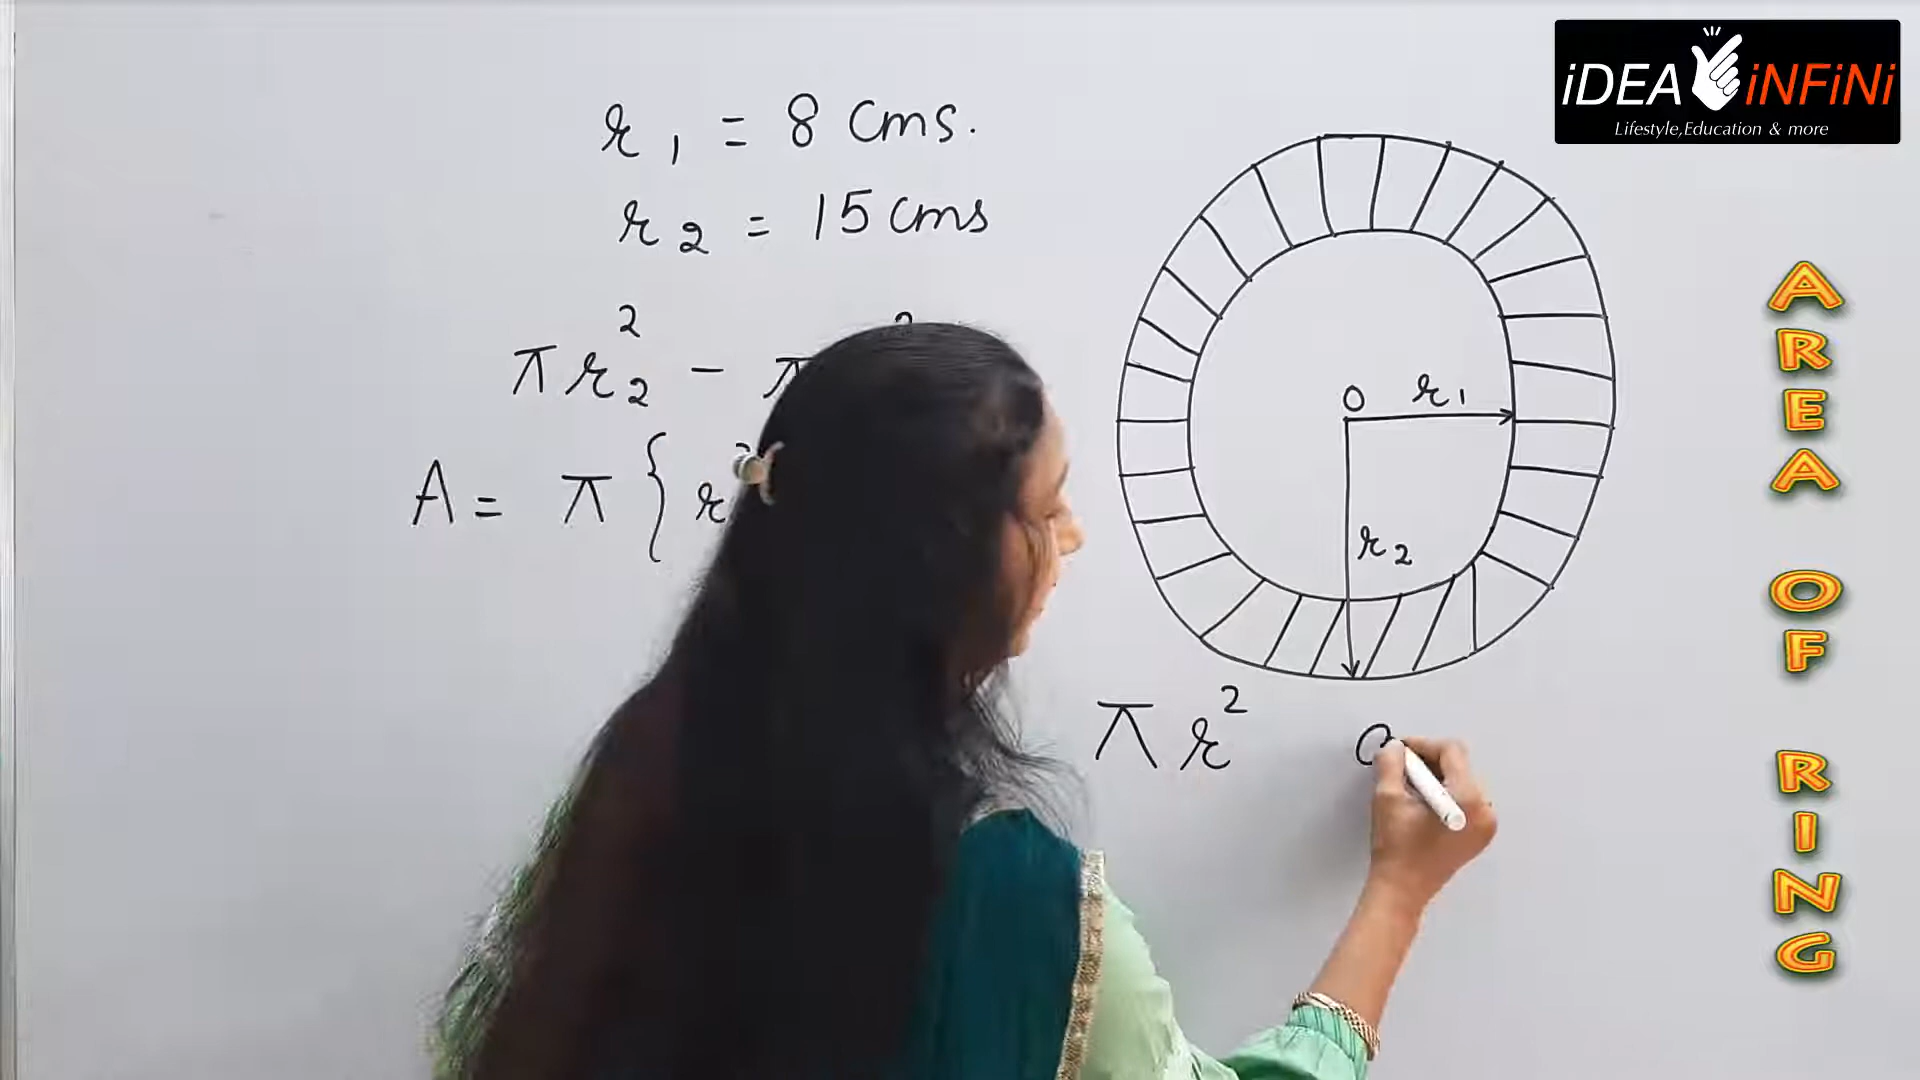 r₁ = 8 cms.
r₂ = 15 cms
πr₂² - π
A = π { r
O r₁
r₂
πr²
iDEA iNFiNi
Lifestyle,Education & more
AREA OF RING